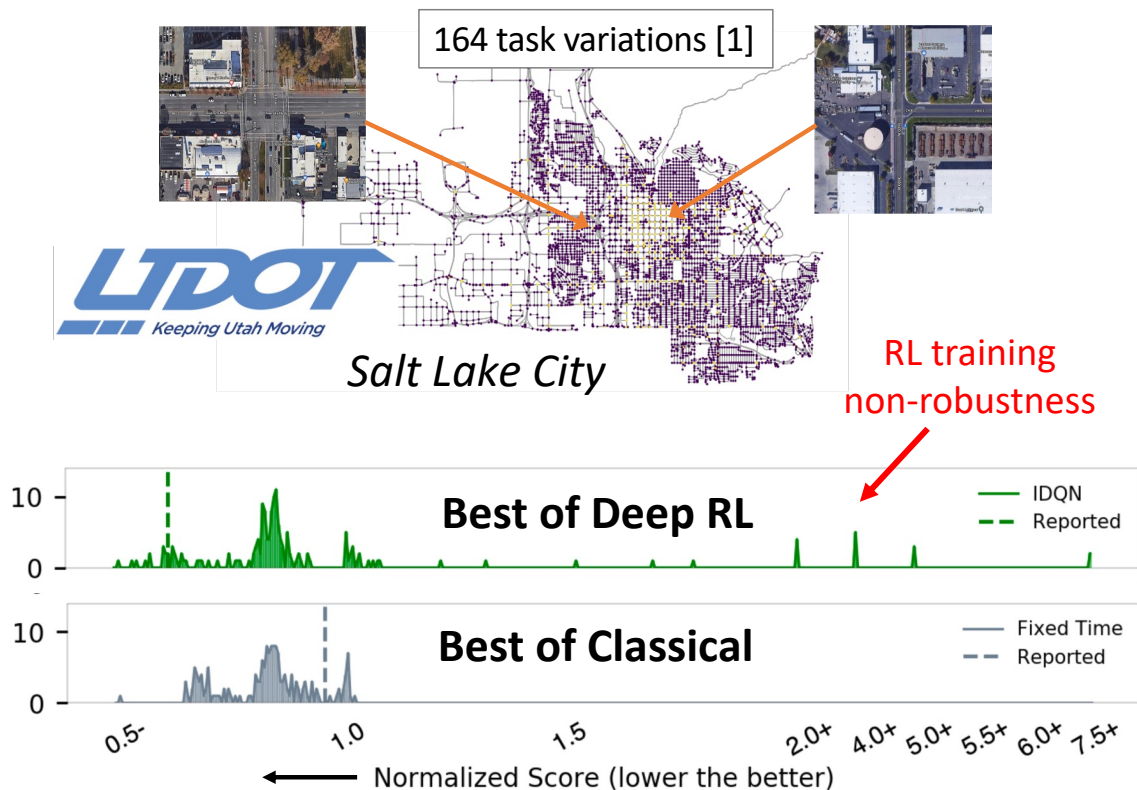 164 task variations [1]
UDOT
Keeping Utah Moving
Salt Lake City
RL training
non-robustness
10
0
Best of Deep RL
IDQN
Reported
10
0
Best of Classical
Fixed Time
Reported
0.5-
1.0
1.5
2.0+
4.0+
5.0+
5.5+
6.0+
7.5+
Normalized Score (lower the better)